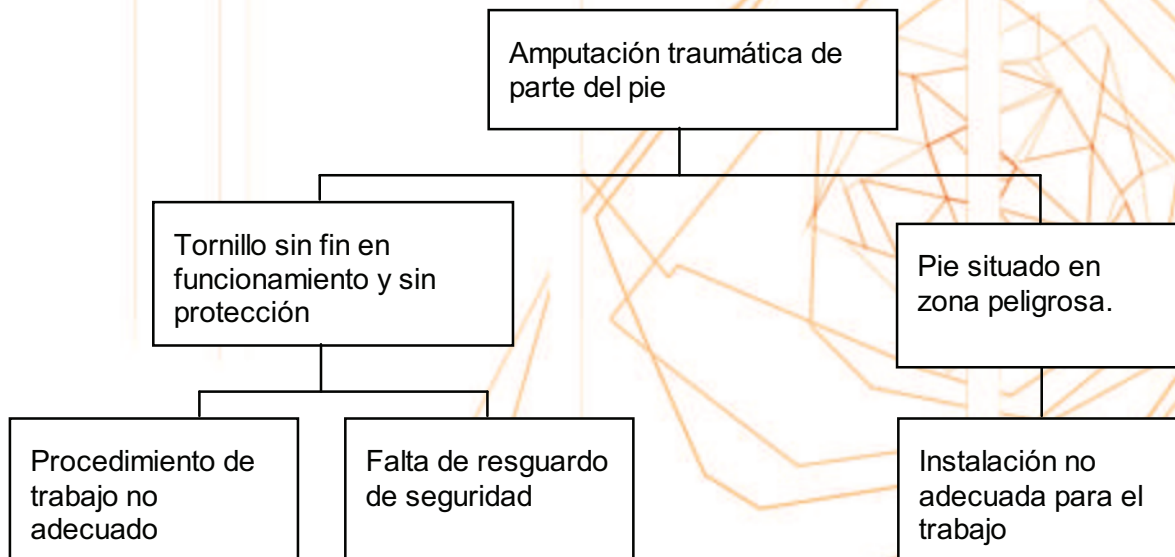 Amputación traumática de
parte del pie
Tornillo sin fin en
funcionamiento y sin
protección
Pie situado en
zona peligrosa.
Procedimiento de
trabajo no
adecuado
Falta de resguardo
de seguridad
Instalación no
adecuada para el
trabajo